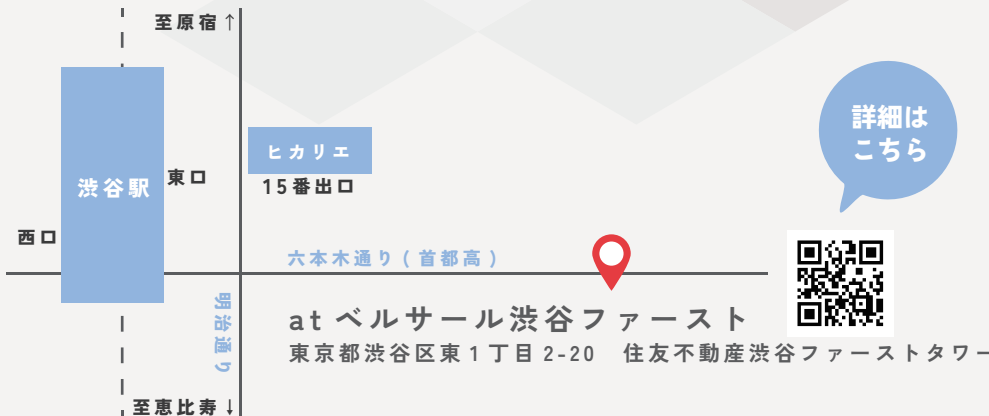 至原宿↑
詳細は
こちら
ヒカリエ
渋谷駅
東口
15番出口
西口
六本木通り(首都高)
明治通り
at ベルサール渋谷ファースト
東京都渋谷区東1丁目2-20　住友不動産渋谷ファーストタワー
至恵比寿↓